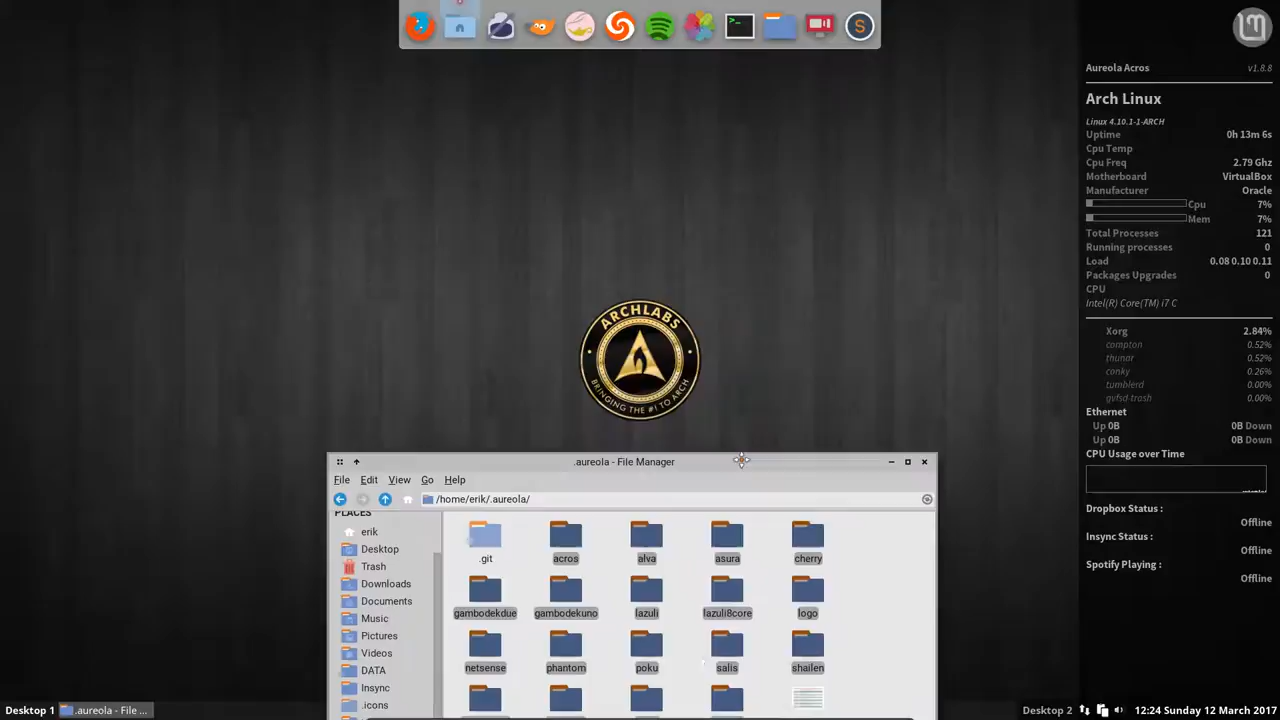 Aureola Acros v1.8.8
Arch Linux
Linux 4.10.1-1-ARCH
Uptime 0h 13m 6s
Cpu Temp
Cpu Freq 2.79 Ghz
Motherboard VirtualBox
Manufacturer Oracle
Cpu 7%
Mem 7%
Total Processes 121
Running processes 0
Load 0.08 0.10 0.11
Packages Upgrades 0
CPU
Intel(R) Core(TM) i7 C
Xorg 2.84%
compton 0.52%
thunar 0.52%
conky 0.26%
tumblerd 0.00%
gvfsd-trash 0.00%
Ethernet
Up 0B 0B Down
Up 0B 0B Down
CPU Usage over Time
Dropbox Status :
Offline
Insync Status :
Offline
Spotify Playing :
Offline
ARCHLABS
BRINGING THE #1 TO ARCH
.aureola - File Manager
File Edit View Go Help
/home/erik/.aureola/
PLACES
erik
Desktop
Trash
Downloads
Documents
Music
Pictures
Videos
DATA
Insync
.icons
.git acros alva asura cherry
gambodekdue gambodekuno lazuli lazuli8core logo
netsense phantom poku salis shailen
Desktop 1 .aureola - File ... Desktop 2 12:24 Sunday 12 March 2017